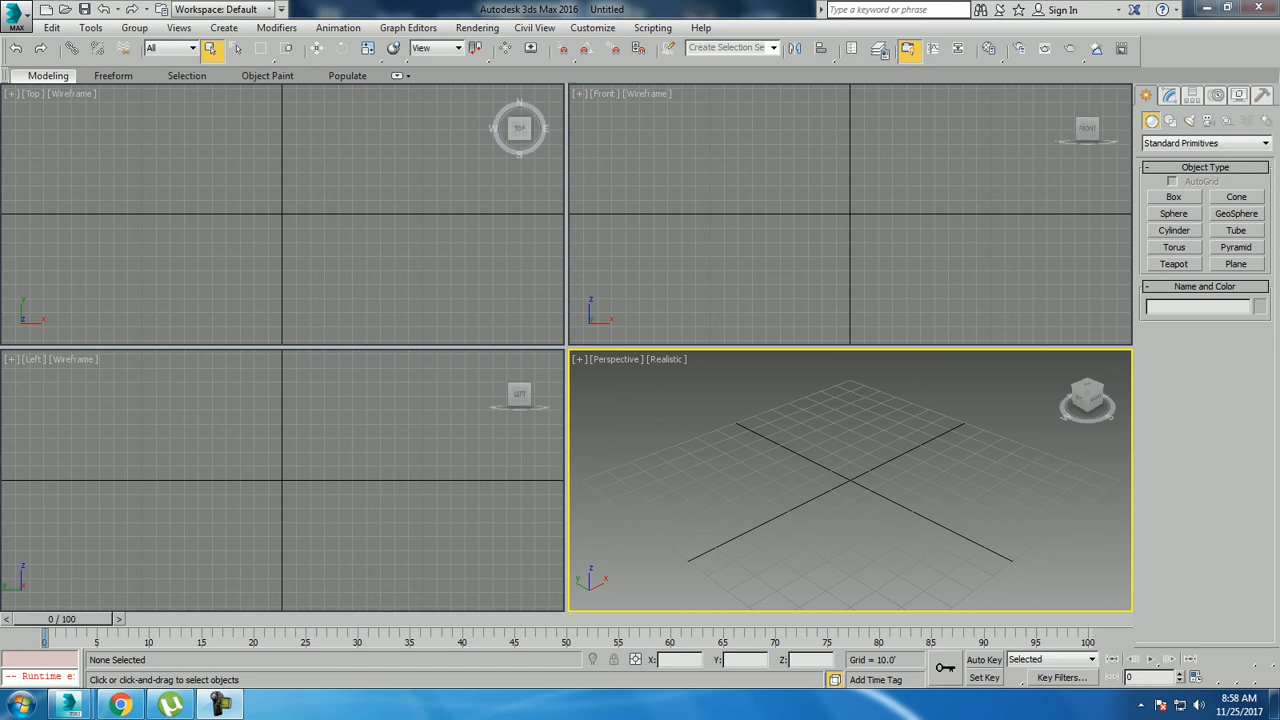 MAX
Workspace: Default
Autodesk 3ds Max 2016 Untitled
Type a keyword or phrase
Sign In
Edit Tools Group Views Create Modifiers Animation Graph Editors Rendering Civil View Customize Scripting Help
All
View
Create Selection Se
Modeling Freeform Selection Object Paint Populate
[+] [Top] [Wireframe]
N
W TOP E
S
y
z x
[+] [Front] [Wireframe]
FRONT
z
y x
[+] [Left] [Wireframe]
LEFT
z
y x
[+] [Perspective] [Realistic]
z
y x
Standard Primitives
- Object Type
AutoGrid
Box Cone
Sphere GeoSphere
Cylinder Tube
Torus Pyramid
Teapot Plane
- Name and Color
< 0 / 100 >
0 5 10 15 20 25 30 35 40 45 50 55 60 65 70 75 80 85 90 95 100
None Selected
X: Y: Z:
Grid = 10.0'
Auto Key Selected
-- Runtime e:
Click or click-and-drag to select objects
Add Time Tag
Set Key Key Filters...
0
8:58 AM
11/25/2017